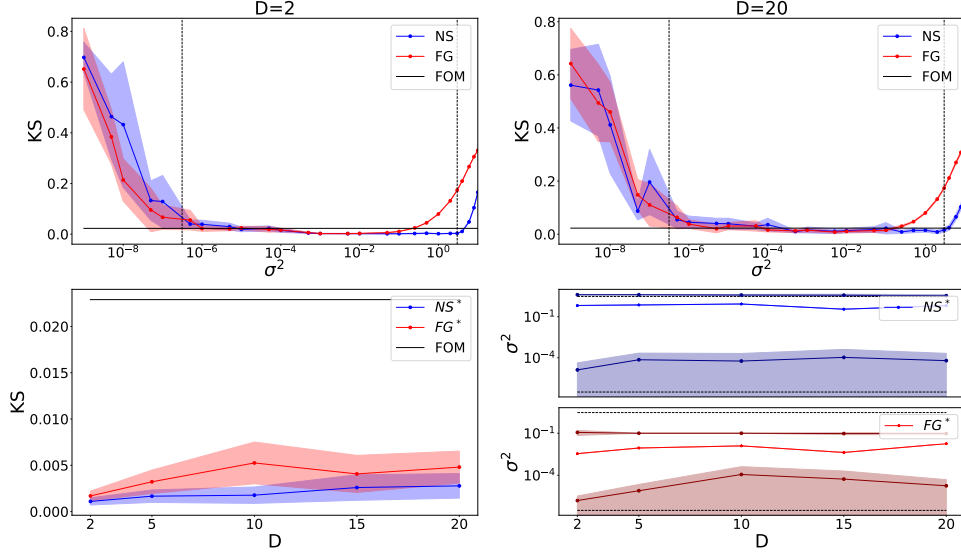 D=2
KS
0.8
0.6
0.4
0.2
0.0
NS
FG
FOM
10⁻⁸
10⁻⁶
10⁻⁴
10⁻²
10⁰
σ²
D=20
KS
0.8
0.6
0.4
0.2
0.0
NS
FG
FOM
10⁻⁸
10⁻⁶
10⁻⁴
10⁻²
10⁰
σ²
KS
0.020
0.015
0.010
0.005
0.000
NS*
FG*
FOM
2
5
10
15
20
D
σ²
10⁻¹
10⁻⁴
NS*
σ²
10⁻¹
10⁻⁴
FG*
2
5
10
15
20
D